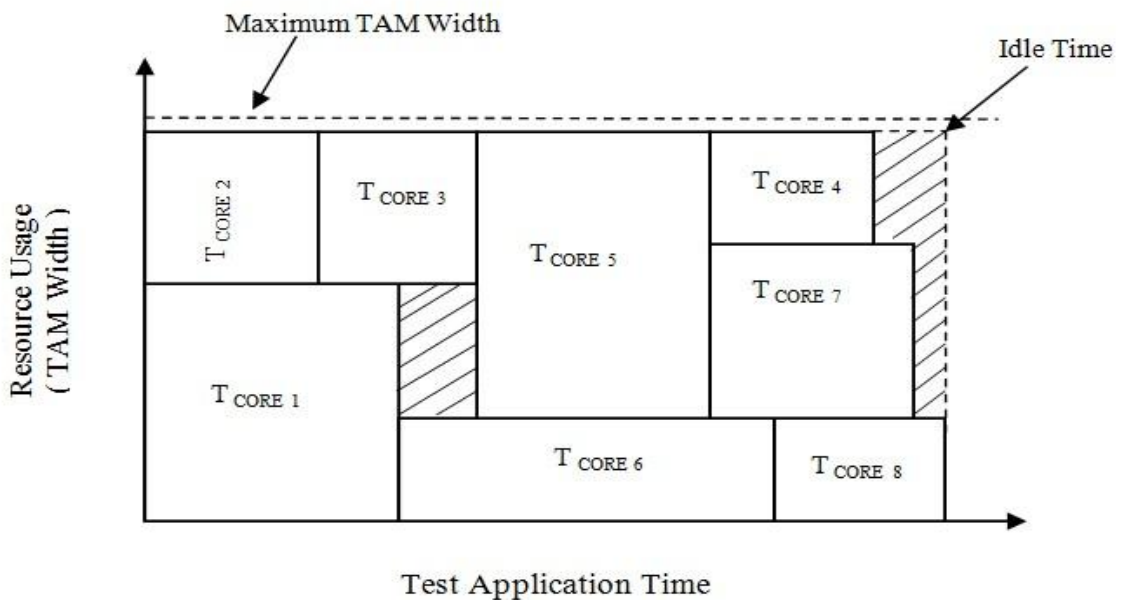 Maximum TAM Width
Idle Time
T CORE 2
T CORE 3
T CORE 4
T CORE 5
T CORE 7
T CORE 1
T CORE 6
T CORE 8
Resource Usage
( TAM Width )
Test Application Time